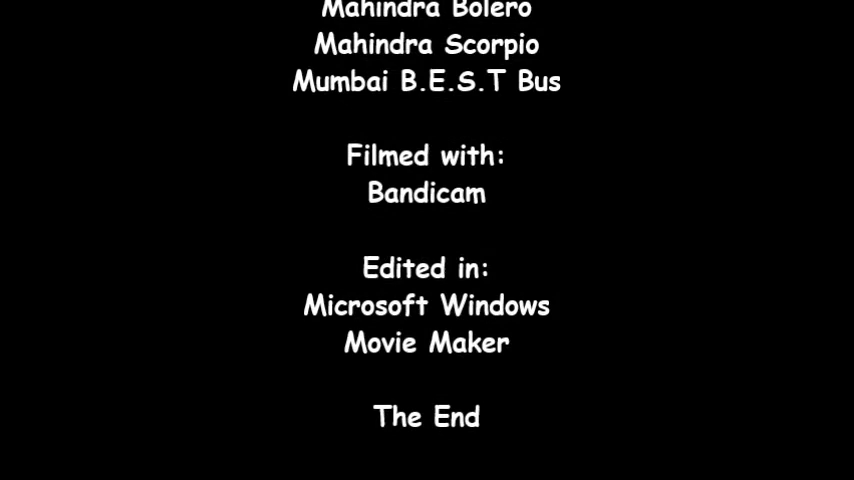 Mahindra Bolero
Mahindra Scorpio
Mumbai B.E.S.T Bus
Filmed with:
Bandicam
Edited in:
Microsoft Windows
Movie Maker
The End